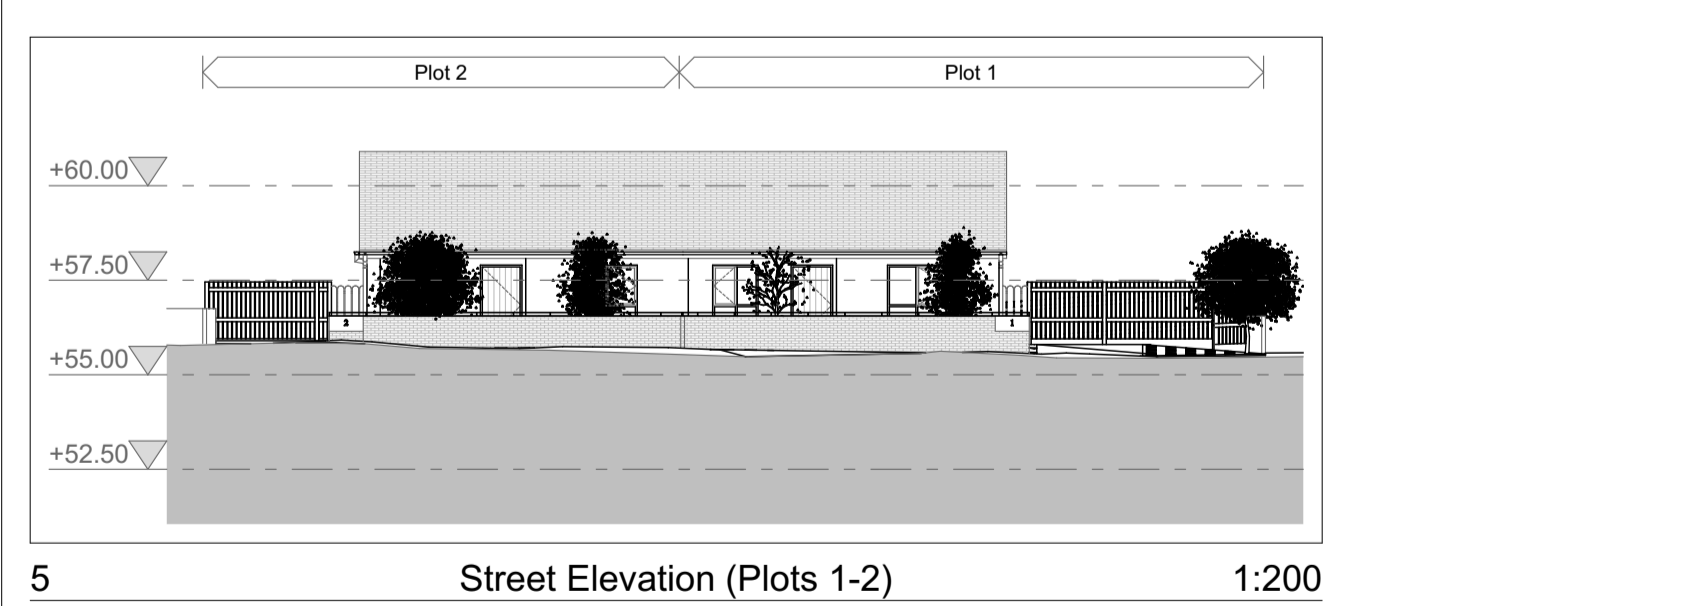 Plot 2
Plot 1
+60.00
+57.50
2
1
+55.00
+52.50
5
Street Elevation (Plots 1-2)
1:200